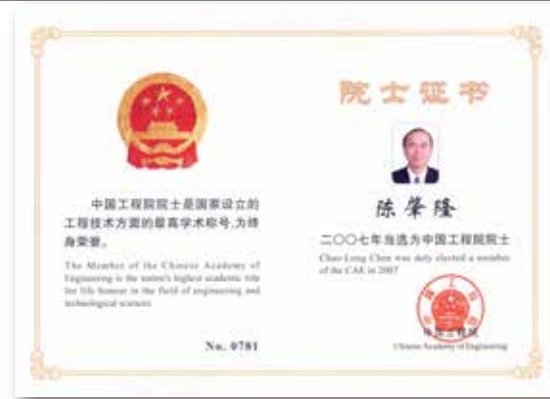 中国工程院院士是国家设立的
工程技术方面的最高学术称号,为终
身荣誉。
The Member of the Chinese Academy of
Engineering is the nation's highest academic title
for life honour in the field of engineering and
technological sciences
No. 0781
院士证书
陈肇隆
二〇〇七年当选为中国工程院院士
Chao-Long Chen was duly elected a member
of the CAE in 2007
中国工程院
Chinese Academy of Engineering